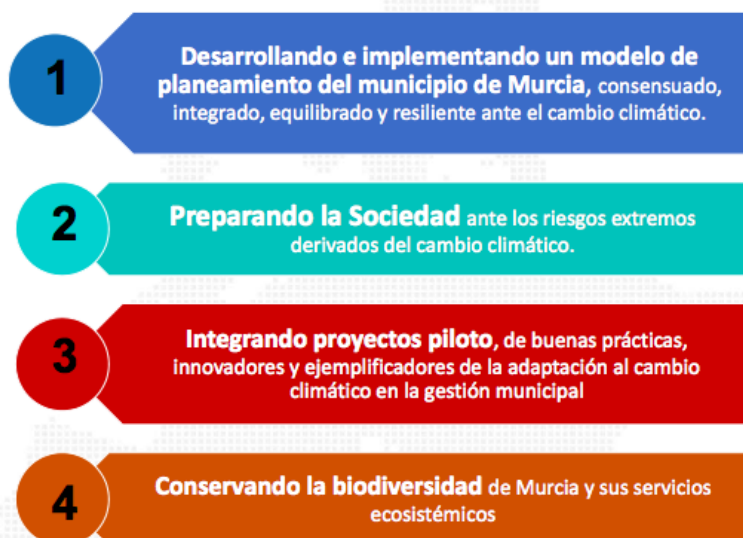 1
Desarrollando e implementando un modelo de
planeamiento del municipio de Murcia, consensuado,
integrado, equilibrado y resiliente ante el cambio climático.
2
Preparando la Sociedad ante los riesgos extremos
derivados del cambio climático.
3
Integrando proyectos piloto, de buenas prácticas,
innovadores y ejemplificadores de la adaptación al cambio
climático en la gestión municipal
4
Conservando la biodiversidad de Murcia y sus servicios
ecosistémicos